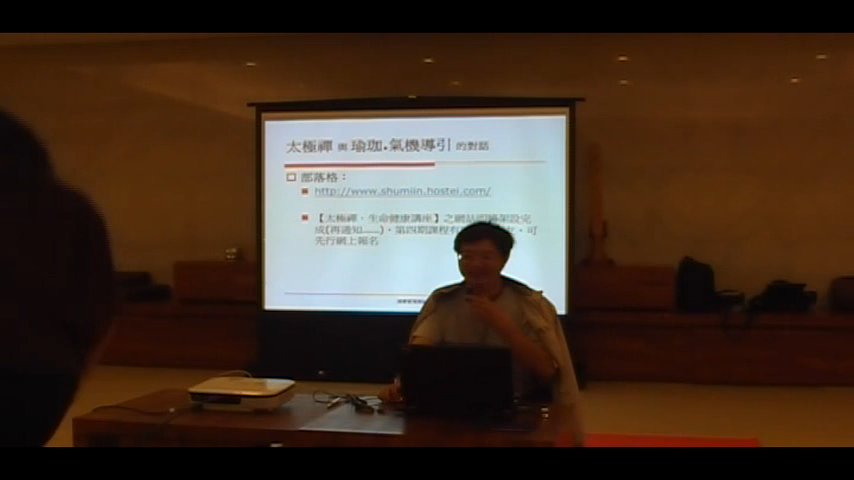 太極禪 與 瑜珈.氣機導引 的對話
部落格：
http://www.shumiin.hostei.com/
【太極禪．生命健康講座】之網站
成(再通知......)，第四期課程有
先行網上報名